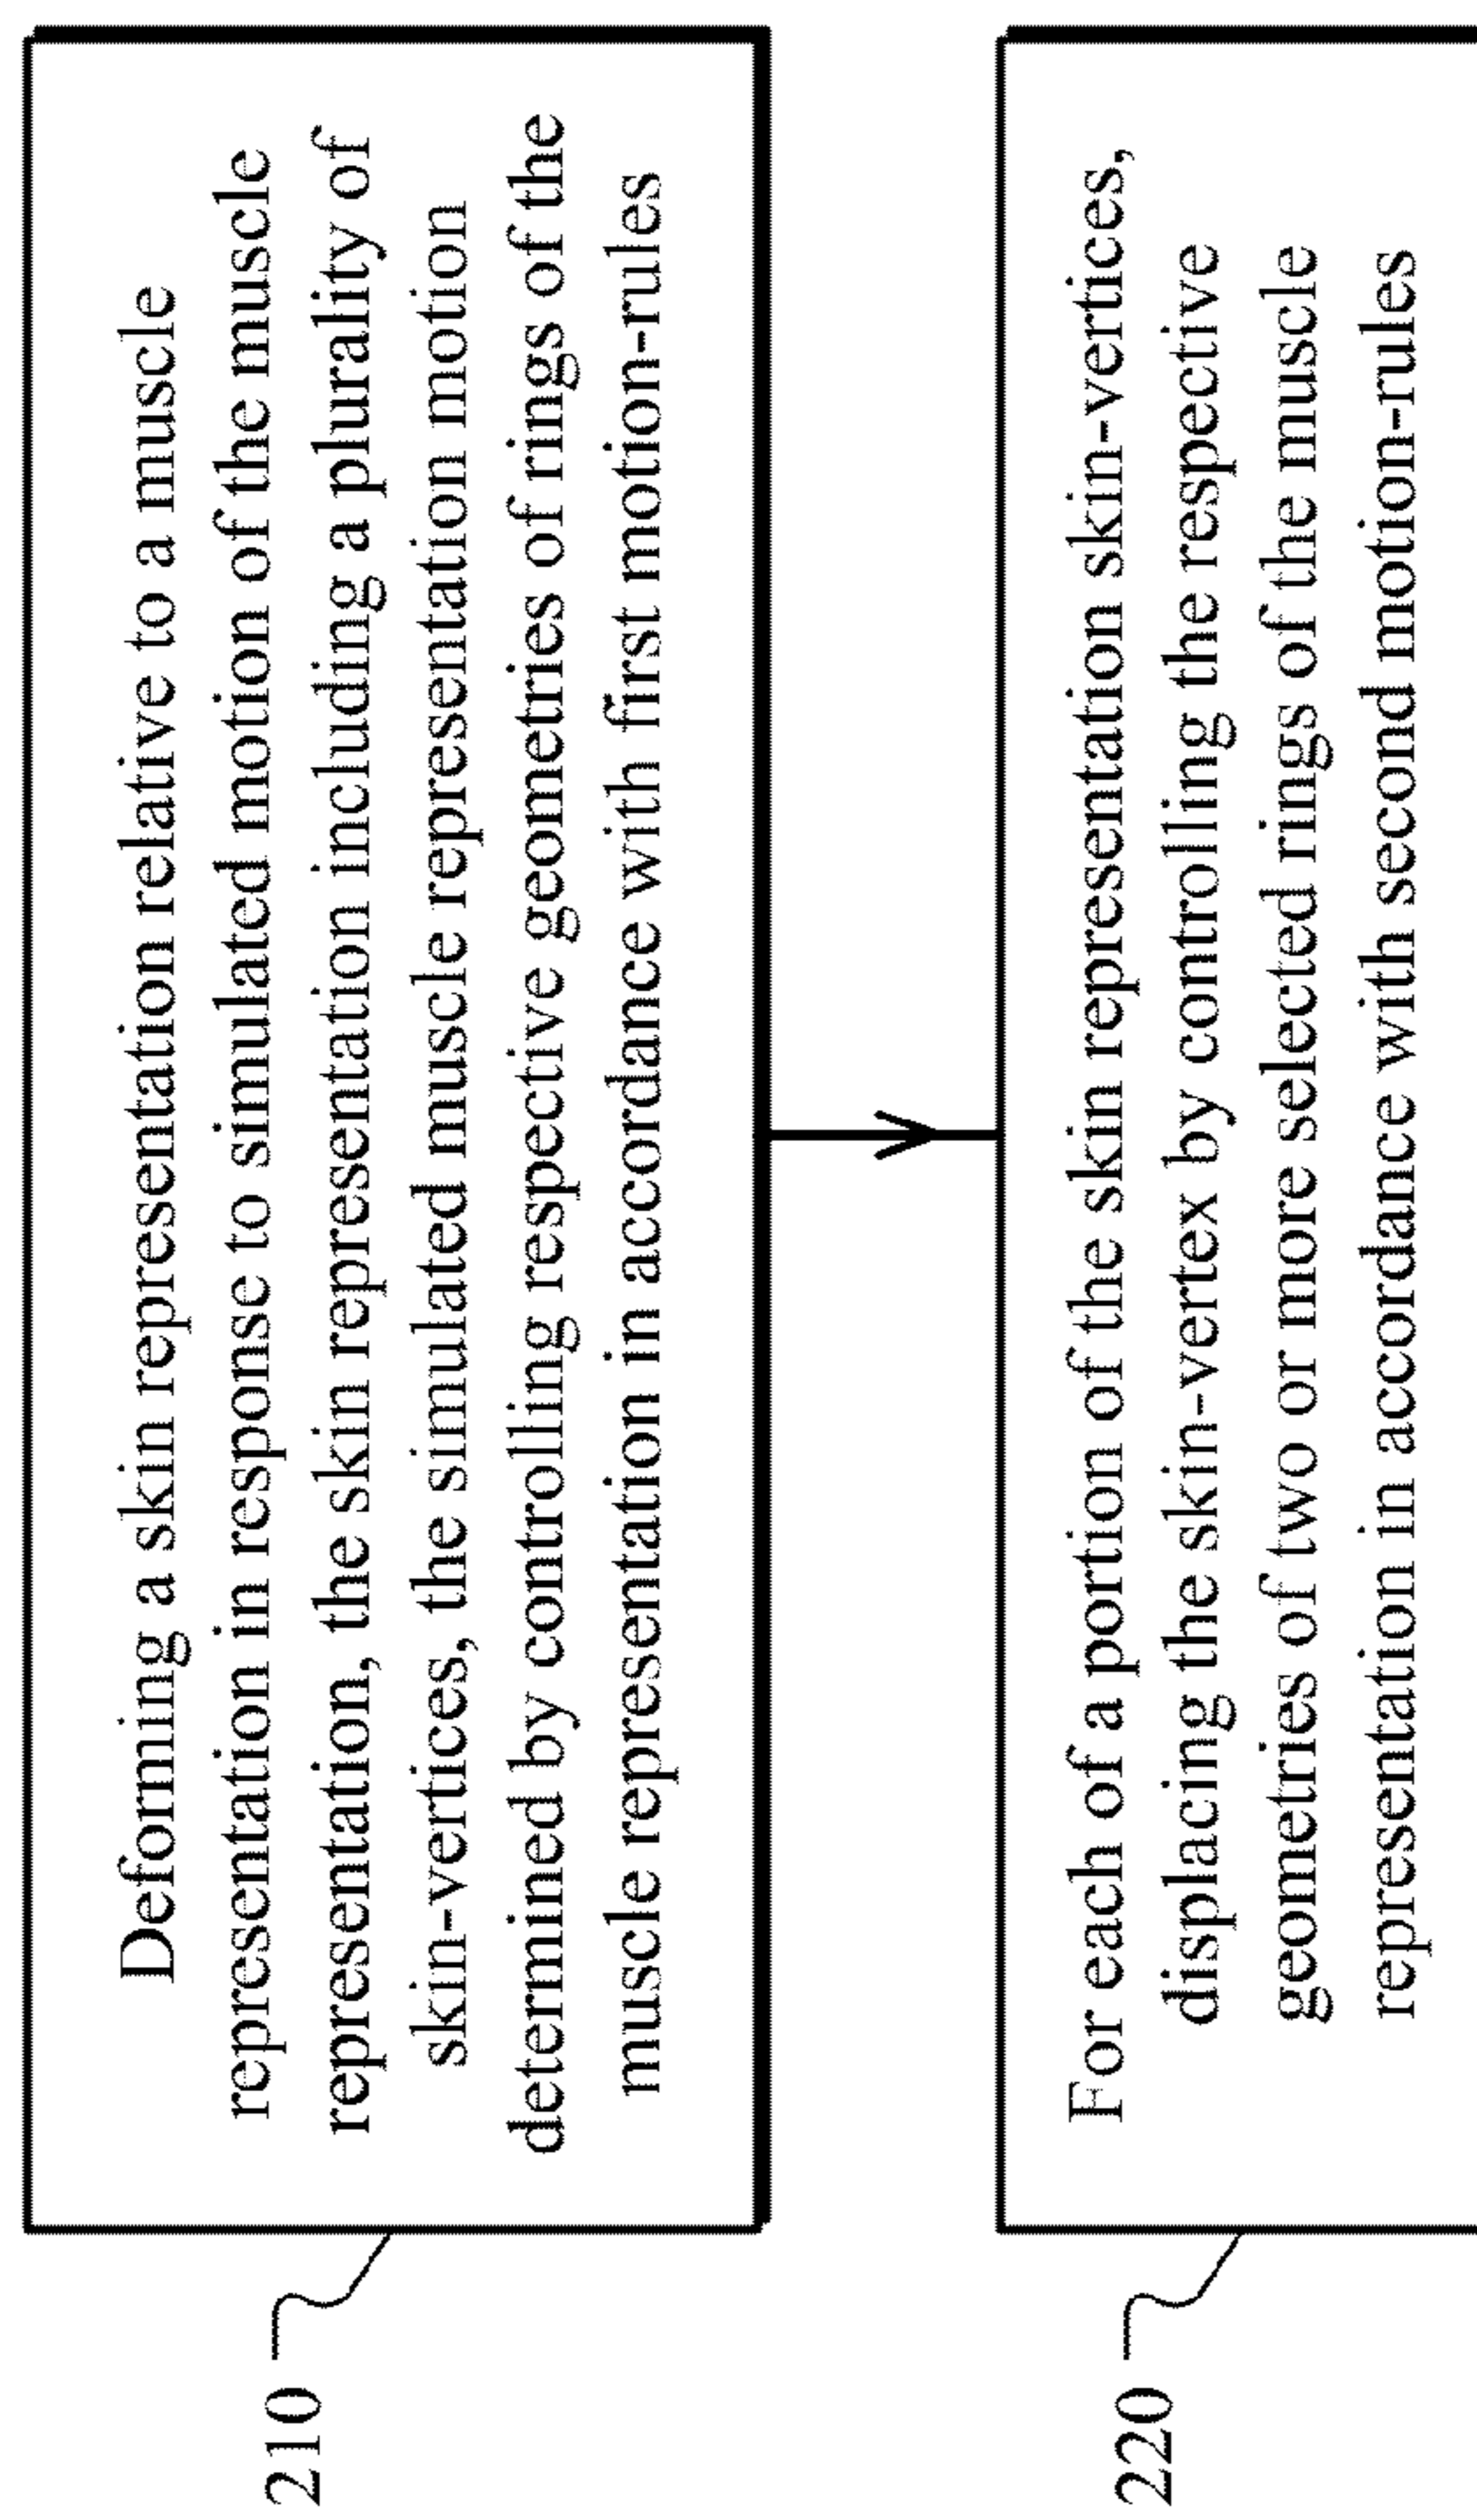 210
Deforming a skin representation relative to a muscle
representation in response to simulated motion of the muscle
representation, the skin representation including a plurality of
skin-vertices, the simulated muscle representation motion
determined by controlling respective geometries of rings of the
muscle representation in accordance with first motion-rules
220
For each of a portion of the skin representation skin-vertices,
displacing the skin-vertex by controlling the respective
geometries of two or more selected rings of the muscle
representation in accordance with second motion-rules